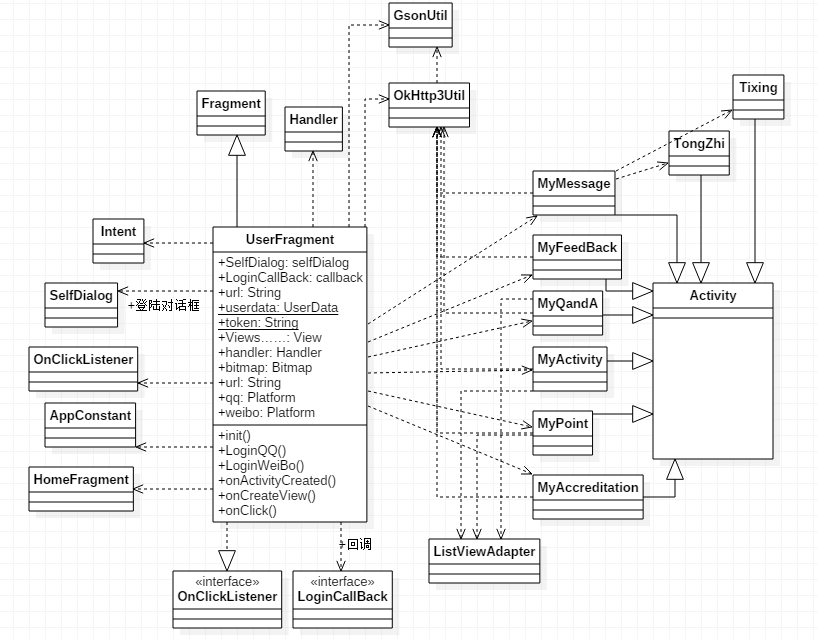 GsonUtil
OkHttp3Util
Fragment
Handler
Tixing
TongZhi
MyMessage
Intent
UserFragment
+SelfDialog: selfDialog
+LoginCallBack: callback
+url: String
+userdata: UserData
+token: String
+Views……: View
+handler: Handler
+bitmap: Bitmap
+url: String
+qq: Platform
+weibo: Platform
+init()
+LoginQQ()
+LoginWeiBo()
+onActivityCreated()
+onCreateView()
+onClick()
MyFeedBack
SelfDialog
+登陆对话框
MyQandA
Activity
OnClickListener
MyActivity
AppConstant
MyPoint
HomeFragment
MyAccreditation
+回调
ListViewAdapter
«interface»
OnClickListener
«interface»
LoginCallBack